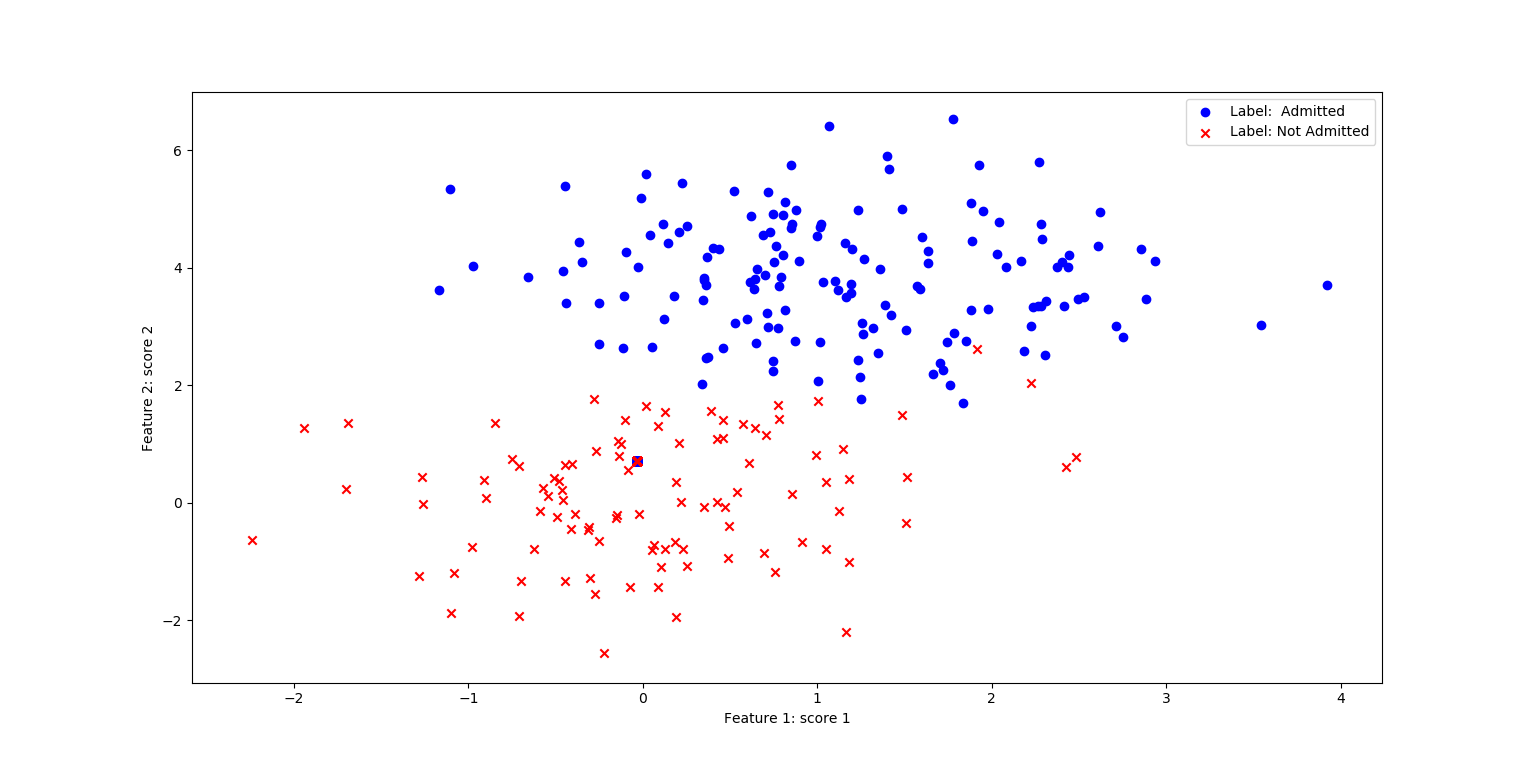 Label:  Admitted
Label: Not Admitted
6
4
2
0
−2
Feature 2: score 2
−2 −1 0 1 2 3 4
Feature 1: score 1